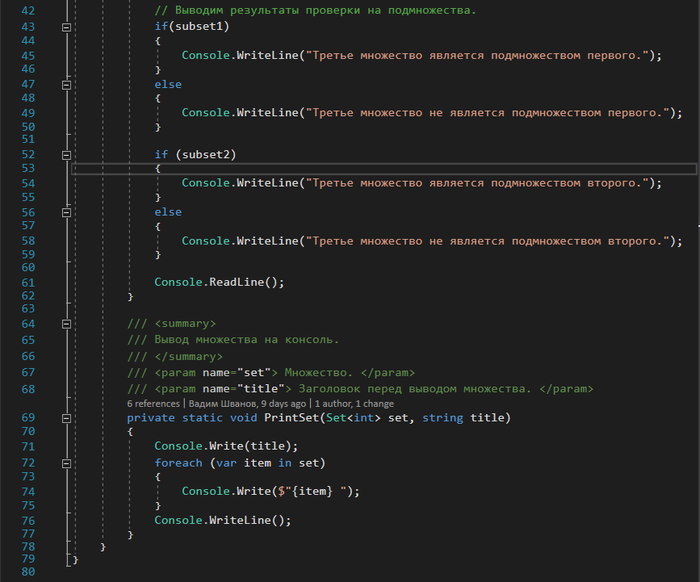 42 // Выводим результаты проверки на подмножества.
43 if(subset1)
44 {
45 Console.WriteLine("Третье множество является подмножеством первого.");
46 }
47 else
48 {
49 Console.WriteLine("Третье множество не является подмножеством первого.");
50 }
51
52 if (subset2)
53 {
54 Console.WriteLine("Третье множество является подмножеством второго.");
55 }
56 else
57 {
58 Console.WriteLine("Третье множество не является подмножеством второго.");
59 }
60
61 Console.ReadLine();
62 }
63
64 /// <summary>
65 /// Вывод множества на консоль.
66 /// </summary>
67 /// <param name="set"> Множество. </param>
68 /// <param name="title"> Заголовок перед выводом множества. </param>
6 references | Вадим Шванов, 9 days ago | 1 author, 1 change
69 private static void PrintSet(Set<int> set, string title)
70 {
71 Console.Write(title);
72 foreach (var item in set)
73 {
74 Console.Write($"{item} ");
75 }
76 Console.WriteLine();
77 }
78 }
79 }
80